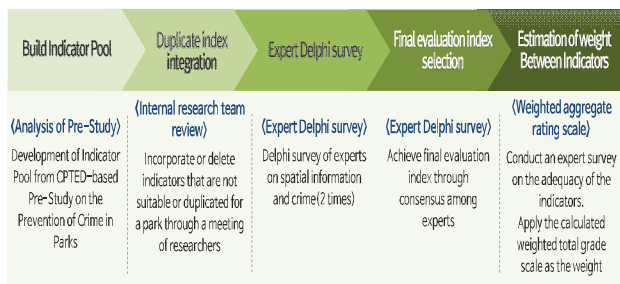 Build Indicator Pool
Duplicate index
integration
Expert Delphi survey
Final evaluation index
selection
Estimation of weight
Between Indicators
《Analysis of Pre-Study》
Development of Indicator
Pool from CPTED-based
Pre-Study on the
Prevention of Crime in
Parks
《Internal research team
review》
Incorporate or delete
indicators that are not
suitable or duplicated for
a park through a meeting
of researchers
《Expert Delphi survey》
Delphi survey of experts
on spatial information
and crime(2 times)
《Expert Delphi survey》
Achieve final evaluation
index through
consensus among
experts
《Weighted aggregate
rating scale》
Conduct an expert survey
on the adequacy of the
indicators.
Apply the calculated
weighted total grade
scale as the weight